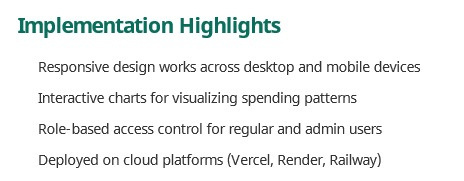 Implementation Highlights
Responsive design works across desktop and mobile devices
Interactive charts for visualizing spending patterns
Role-based access control for regular and admin users
Deployed on cloud platforms (Vercel, Render, Railway)